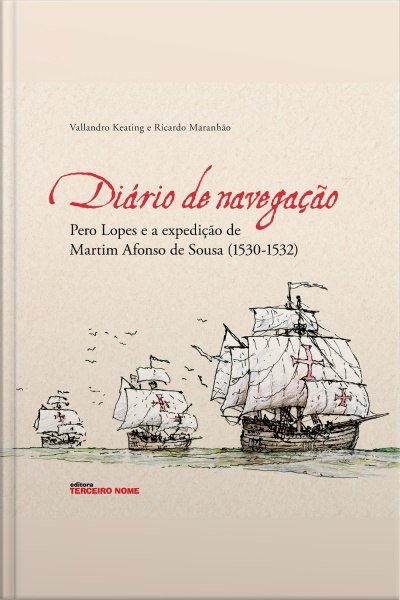 Vallandro Keating e Ricardo Maranhão
Diário de navegação
Pero Lopes e a expedição de
Martim Afonso de Sousa (1530-1532)
editora
TERCEIRO NOME